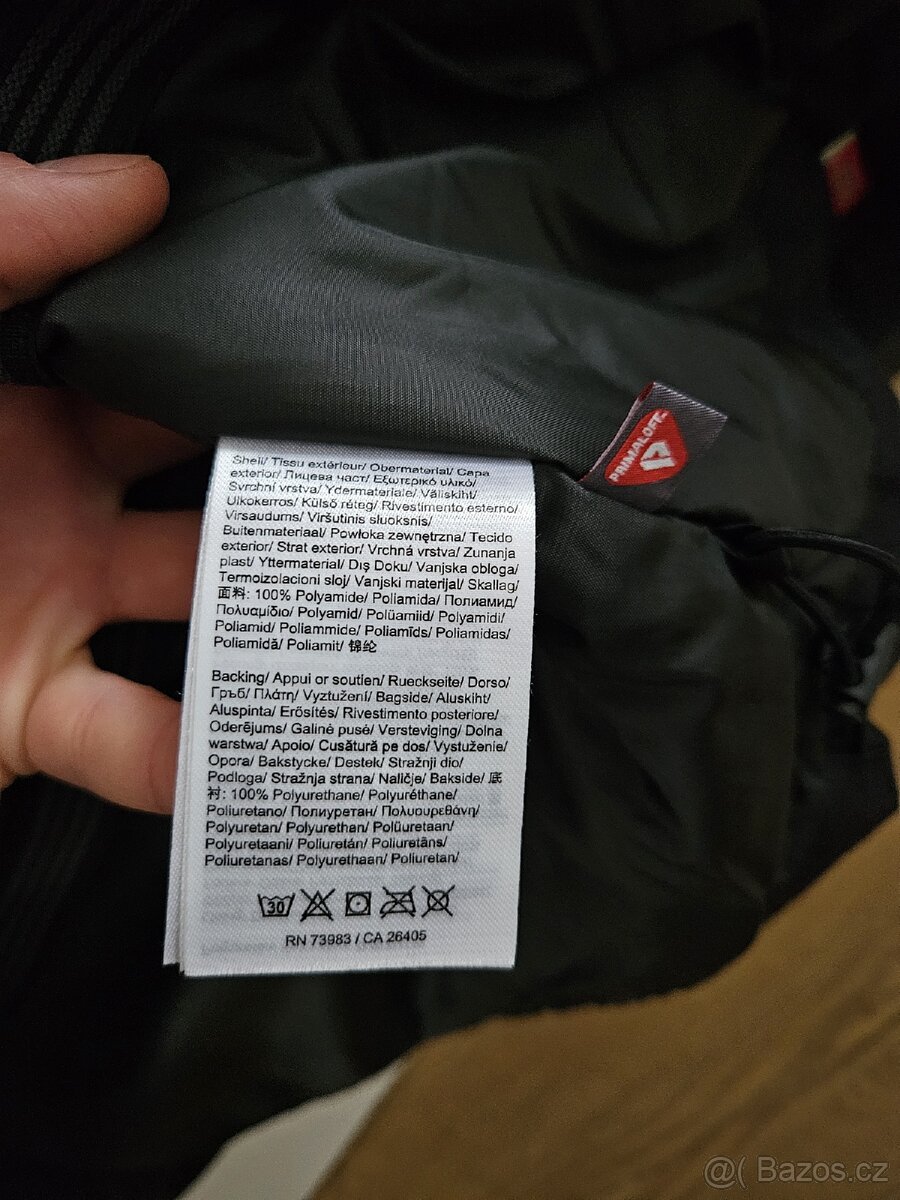 PRIMALOFT
Shell/ Tissu extérieur/ Obermaterial/ Capa
exterior/ Лицева част/ Εξωτερικό υλικό/
Svrchní vrstva/ Ydermateriale/ Väliskiht/
Ulkokerros/ Külső réteg/ Rivestimento esterno/
Virsaudums/ Viršutinis sluoksnis/
Buitenmateriaal/ Powłoka zewnętrzna/ Tecido
exterior/ Strat exterior/ Vrchná vrstva/ Zunanja
plast/ Yttermaterial/ Dış Doku/ Vanjska obloga/
Termoizolacioni sloj/ Vanjski materijal/ Skallag/
面料: 100% Polyamide/ Poliamida/ Полиамид/
Πολυαμίδιο/ Polyamid/ Polüamiid/ Polyamidi/
Poliamid/ Poliammide/ Poliamīds/ Poliamidas/
Poliamidă/ Poliamit/ 锦纶
Backing/ Appui or soutien/ Rueckseite/ Dorso/
Гръб/ Πλάτη/ Vyztužení/ Bagside/ Aluskiht/
Aluspinta/ Erősítés/ Rivestimento posteriore/
Oderējums/ Galinė pusė/ Versteviging/ Dolna
warstwa/ Apoio/ Cusătură pe dos/ Vystuženie/
Opora/ Bakstycke/ Destek/ Stražnji dio/
Podloga/ Stražnja strana/ Naličje/ Bakside/ 底
衬: 100% Polyurethane/ Polyuréthane/
Poliuretano/ Полиуретан/ Πολυουρεθάνη/
Polyuretan/ Polyurethan/ Polüuretaan/
Polyuretaani/ Poliuretán/ Poliuretāns/
Poliuretanas/ Polyurethaan/ Poliuretan/
30
RN 73983 / CA 26405
@( Bazos.cz